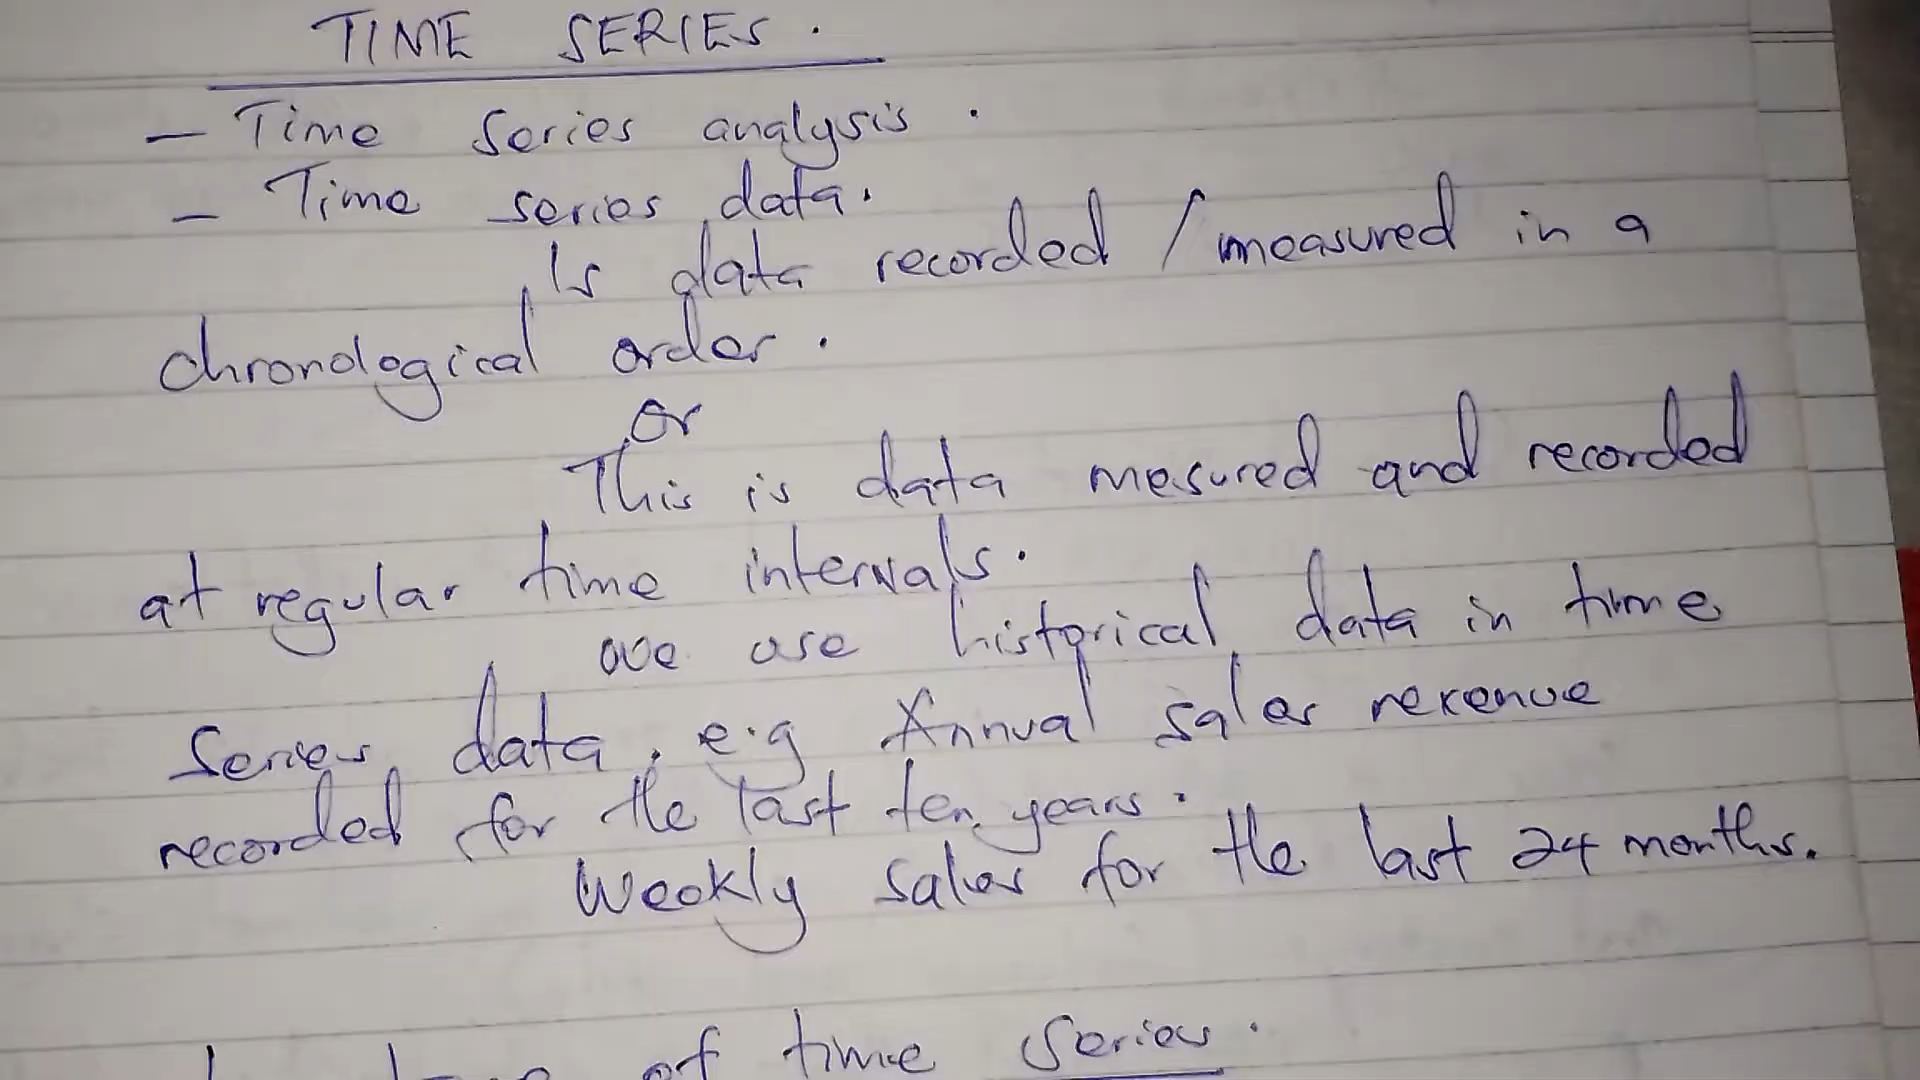 TIME SERIES.
- Time Series analysis.
- Time series data.
Is data recorded / measured in a
chronological order.
Or
This is data mesured and recorded
at regular time intervals.
we use historical data in time
Series data. e.g Annual sales revenue
recorded for the last ten years.
Weekly sales for the last 24 months.
of time series.